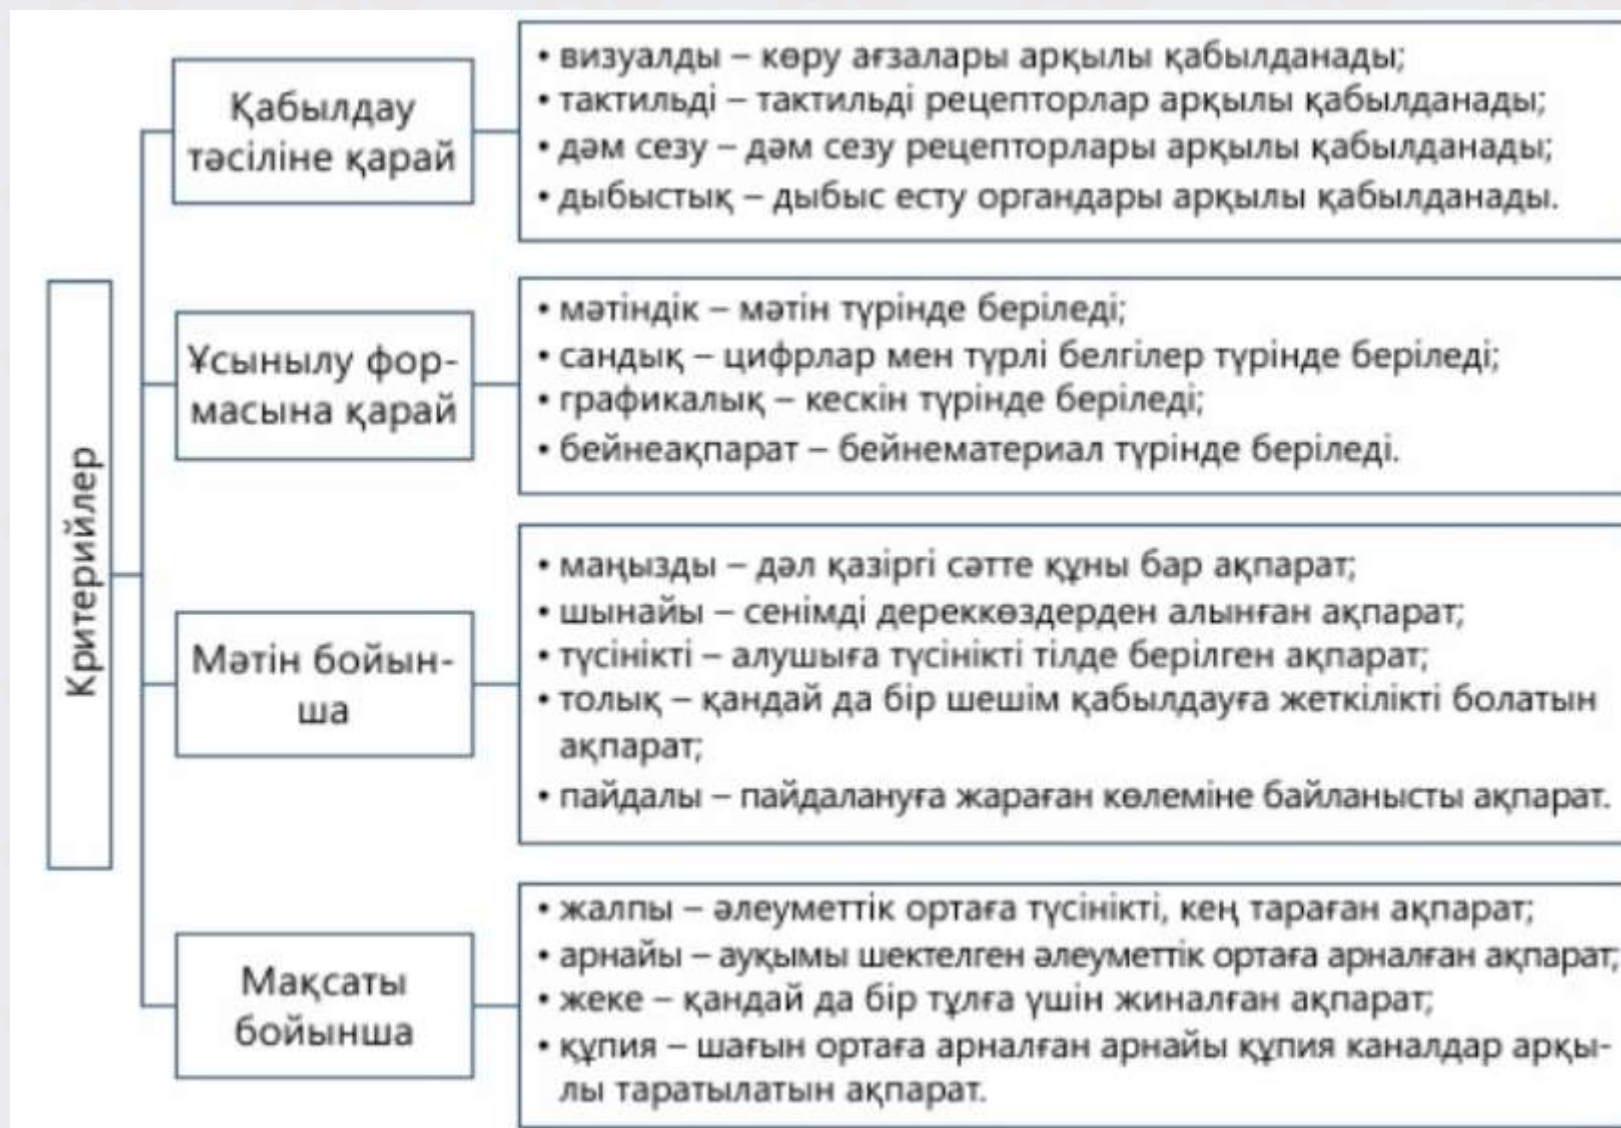 Критерийлер
Қабылдау
тәсіліне қарай
• визуалды – көру ағзалары арқылы қабылданады;
• тактильді – тактильді рецепторлар арқылы қабылданады;
• дәм сезу – дәм сезу рецепторлары арқылы қабылданады;
• дыбыстық – дыбыс есту органдары арқылы қабылданады.
Ұсынылу фор-
масына қарай
• мәтіндік – мәтін түрінде беріледі;
• сандық – цифрлар мен түрлі белгілер түрінде беріледі;
• графикалық – кескін түрінде беріледі;
• бейнеақпарат – бейнематериал түрінде беріледі.
Мәтін бойын-
ша
• маңызды – дәл қазіргі сәтте құны бар ақпарат;
• шынайы – сенімді дереккөздерден алынған ақпарат;
• түсінікті – алушыға түсінікті тілде берілген ақпарат;
• толық – қандай да бір шешім қабылдауға жеткілікті болатын
ақпарат;
• пайдалы – пайдалануға жараған көлеміне байланысты ақпарат.
Мақсаты
бойынша
• жалпы – әлеуметтік ортаға түсінікті, кең тараған ақпарат;
• арнайы – ауқымы шектелген әлеуметтік ортаға арналған ақпарат;
• жеке – қандай да бір тұлға үшін жиналған ақпарат;
• құпия – шағын ортаға арналған арнайы құпия каналдар арқы-
лы таратылатын ақпарат.